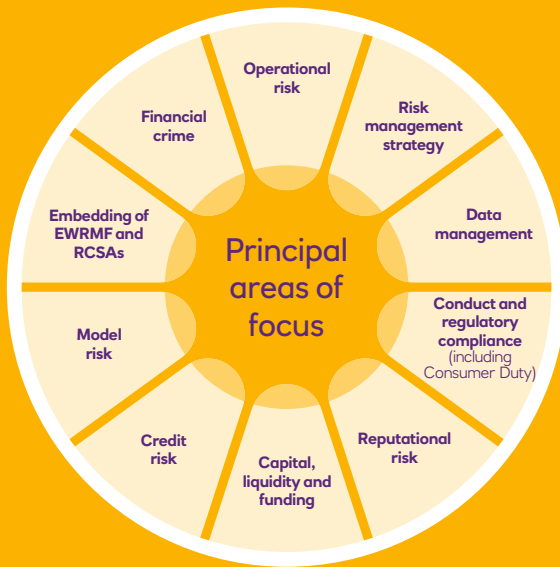 Operational
risk
Risk
management
strategy
Data
management
Conduct and
regulatory
compliance
(including
Consumer Duty)
Reputational
risk
Capital,
liquidity and
funding
Credit
risk
Model
risk
Embedding of
EWRMF and
RCSAs
Financial
crime
Principal
areas of
focus